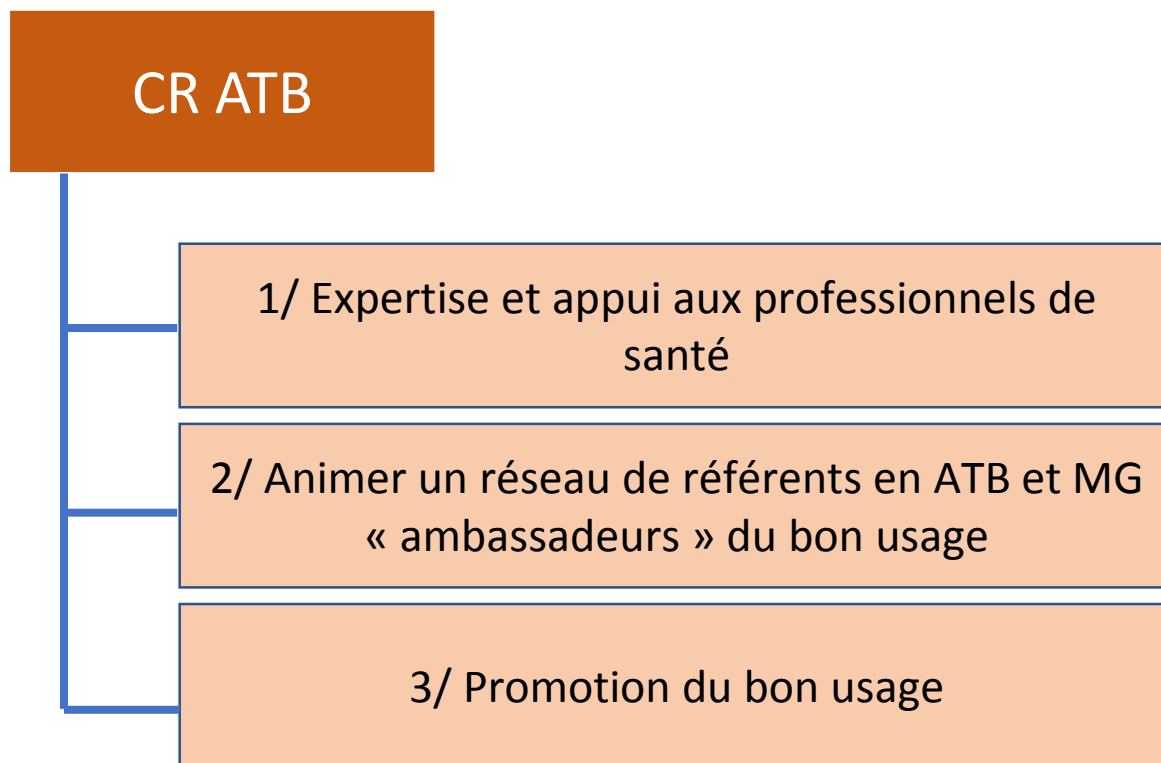 CR ATB
1/ Expertise et appui aux professionnels de
santé
2/ Animer un réseau de référents en ATB et MG
« ambassadeurs » du bon usage
3/ Promotion du bon usage